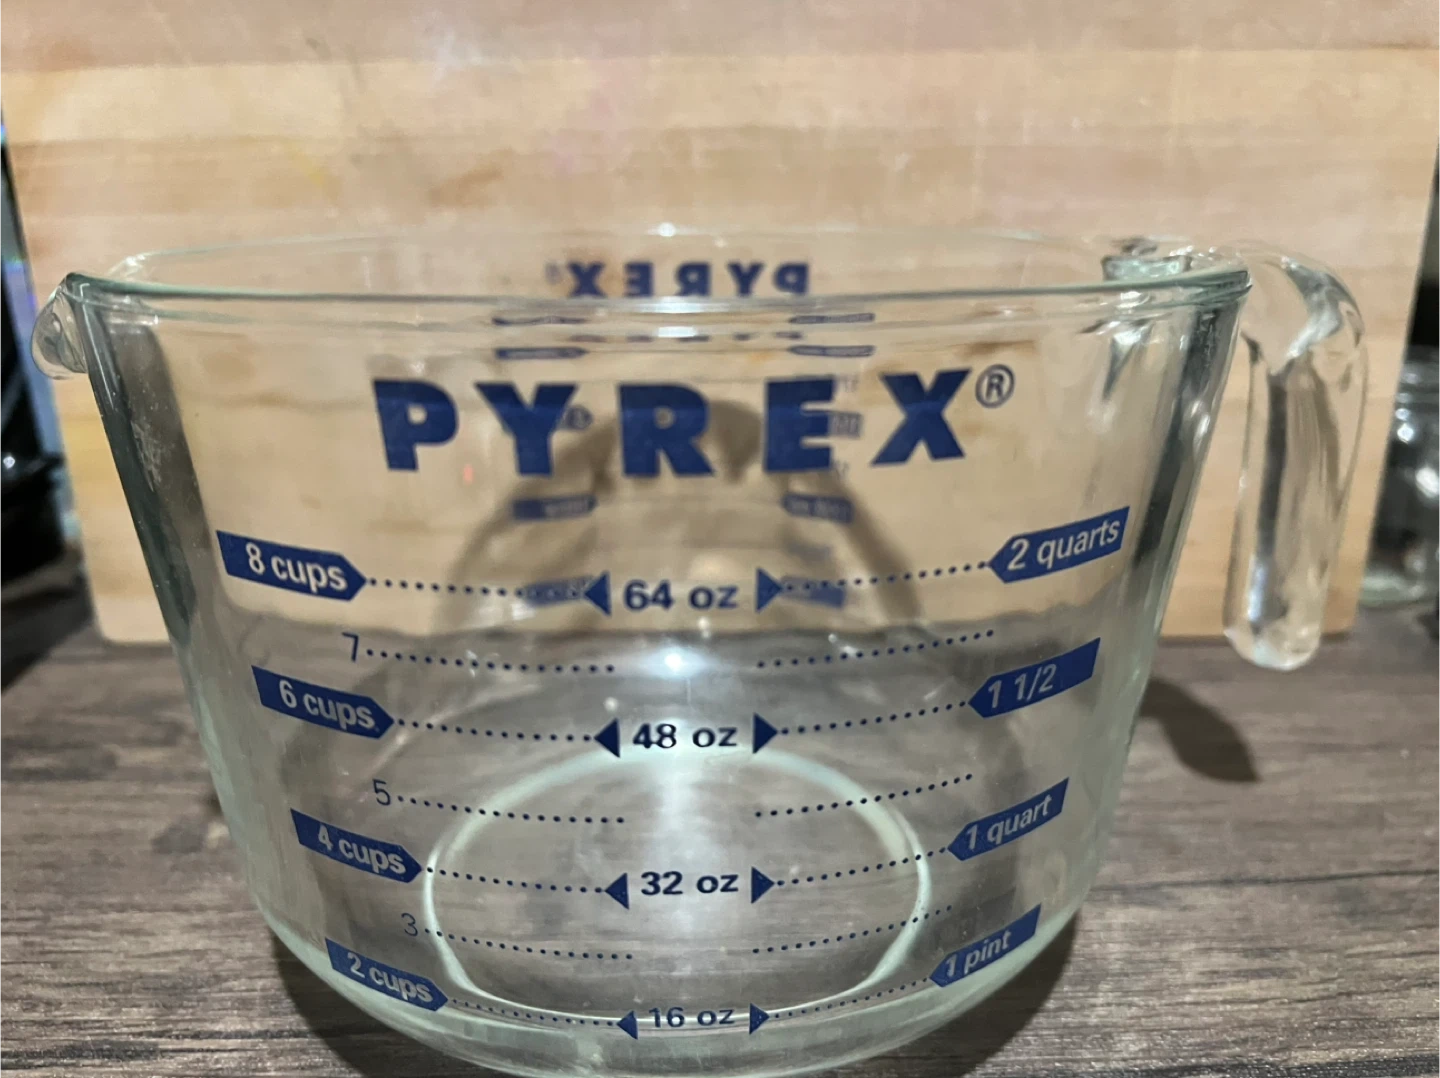 PYREX®
8 cups 64 oz 2 quarts
7
6 cups 48 oz 1 1/2
5
4 cups 32 oz 1 quart
3
2 cups 16 oz 1 pint